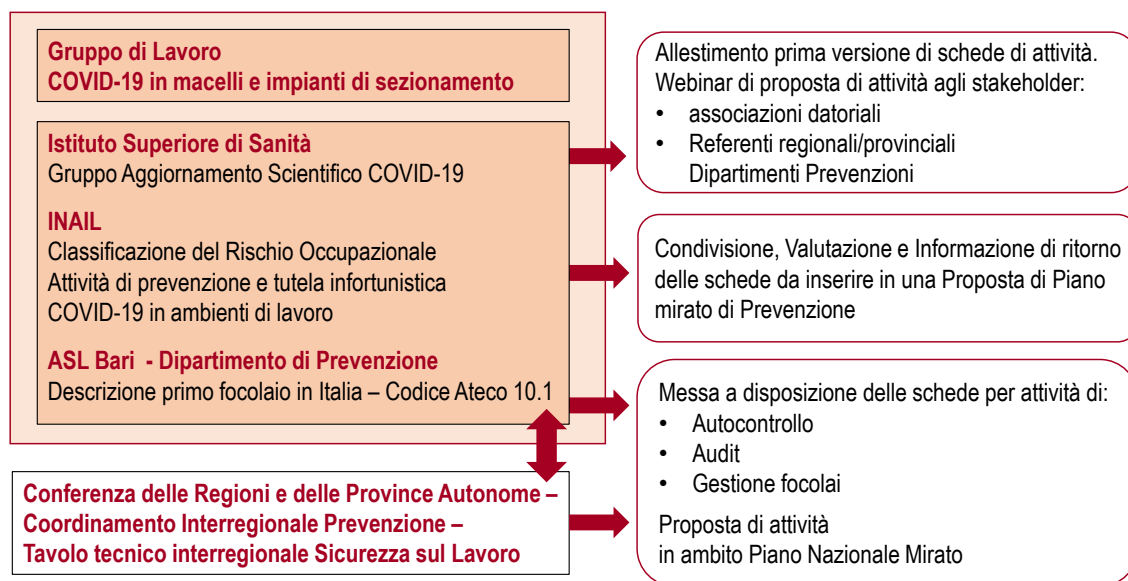 Gruppo di Lavoro
COVID-19 in macelli e impianti di sezionamento
Istituto Superiore di Sanità
Gruppo Aggiornamento Scientifico COVID-19
INAIL
Classificazione del Rischio Occupazionale
Attività di prevenzione e tutela infortunistica
COVID-19 in ambienti di lavoro
ASL Bari - Dipartimento di Prevenzione
Descrizione primo focolaio in Italia – Codice Ateco 10.1
Conferenza delle Regioni e delle Province Autonome –
Coordinamento Interregionale Prevenzione –
Tavolo tecnico interregionale Sicurezza sul Lavoro
Allestimento prima versione di schede di attività.
Webinar di proposta di attività agli stakeholder:
• associazioni datoriali
• Referenti regionali/provinciali
Dipartimenti Prevenzioni
Condivisione, Valutazione e Informazione di ritorno
delle schede da inserire in una Proposta di Piano
mirato di Prevenzione
Messa a disposizione delle schede per attività di:
• Autocontrollo
• Audit
• Gestione focolai
Proposta di attività
in ambito Piano Nazionale Mirato